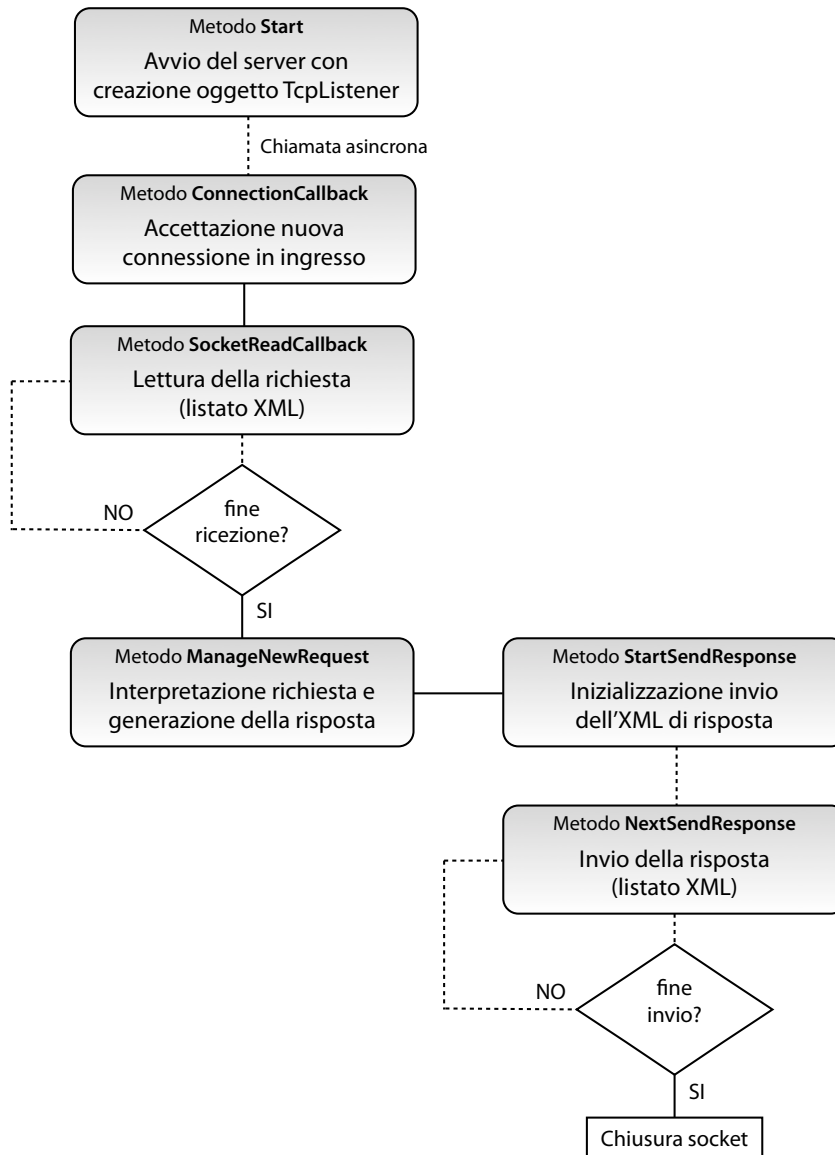 Metodo Start
Avvio del server con
creazione oggetto TcpListener
Chiamata asincrona
Metodo ConnectionCallback
Accettazione nuova
connessione in ingresso
Metodo SocketReadCallback
Lettura della richiesta
(listato XML)
NO
fine
ricezione?
SI
Metodo ManageNewRequest
Interpretazione richiesta e
generazione della risposta
Metodo StartSendResponse
Inizializzazione invio
dell'XML di risposta
Metodo NextSendResponse
Invio della risposta
(listato XML)
NO
fine
invio?
SI
Chiusura socket